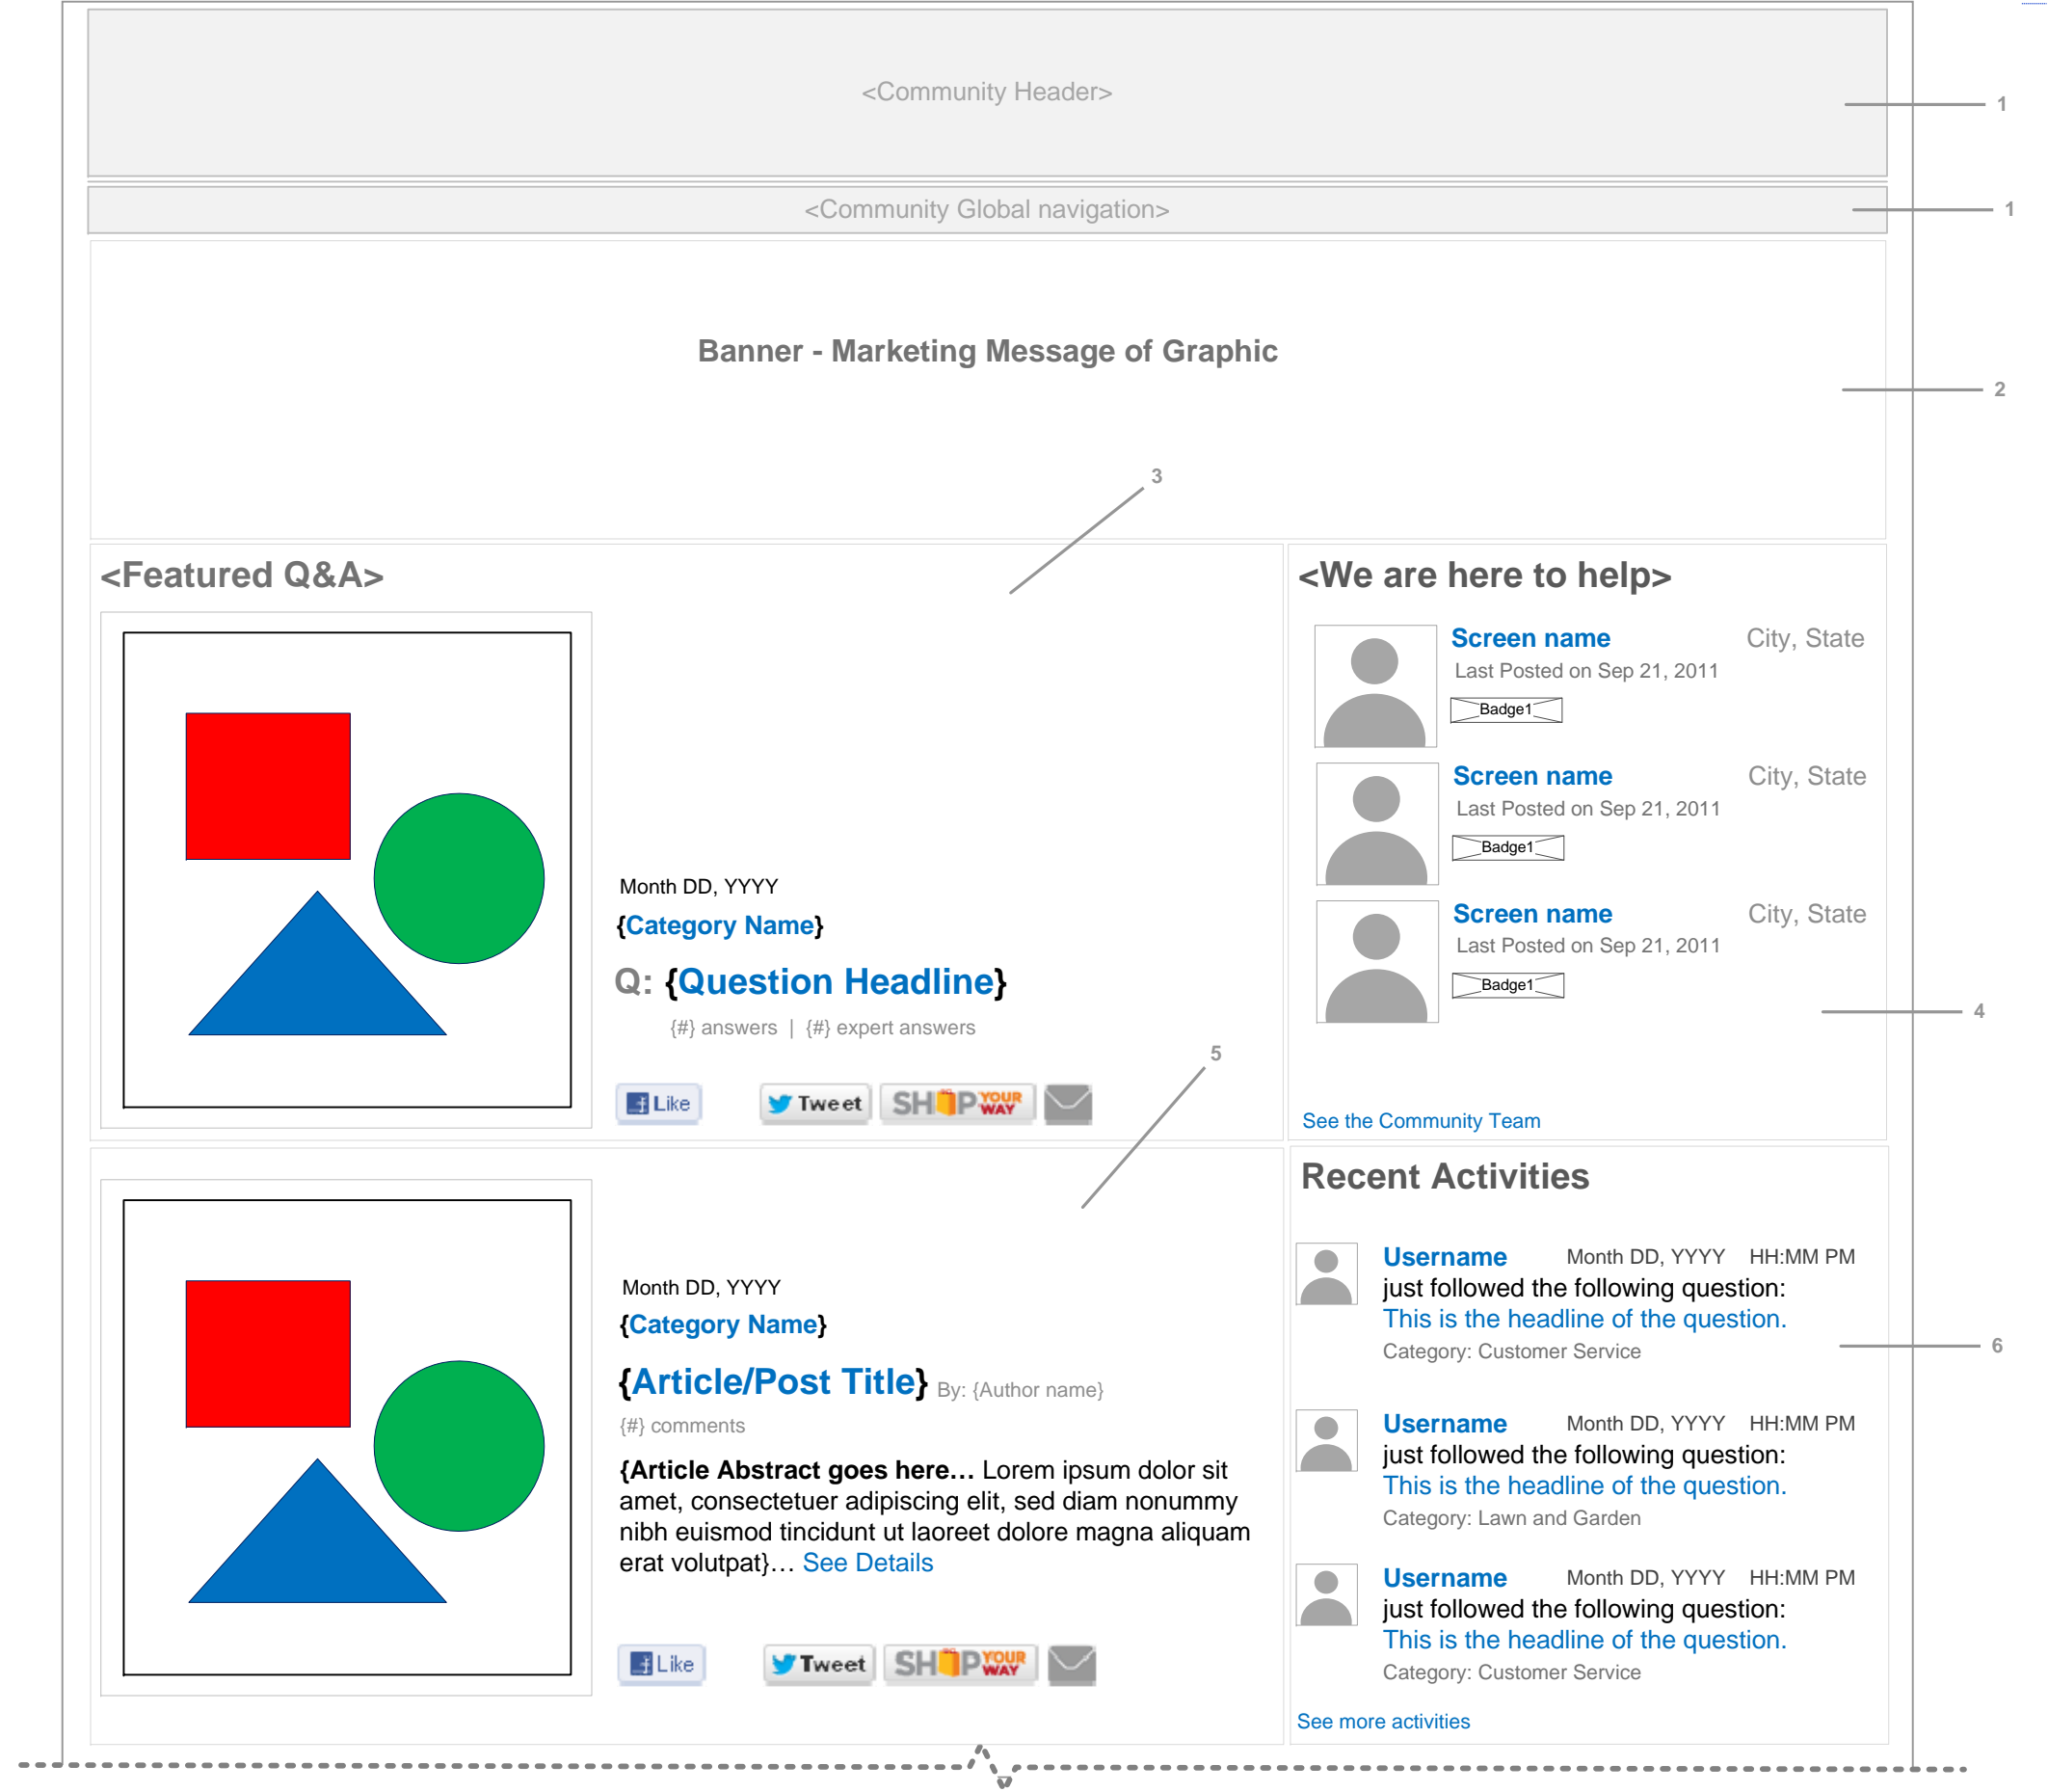 <Community Header>
1
<Community Global navigation>
1
Banner - Marketing Message of Graphic
2
3
<Featured Q&A>
Month DD, YYYY
{Category Name}
Q: {Question Headline}
{#} answers | {#} expert answers
Like
Tweet
SHOP YOUR WAY
<We are here to help>
Screen name City, State
Last Posted on Sep 21, 2011
Badge1
Screen name City, State
Last Posted on Sep 21, 2011
Badge1
Screen name City, State
Last Posted on Sep 21, 2011
Badge1
4
See the Community Team
5
Month DD, YYYY
{Category Name}
{Article/Post Title} By: {Author name}
{#} comments
{Article Abstract goes here… Lorem ipsum dolor sit
amet, consectetuer adipiscing elit, sed diam nonummy
nibh euismod tincidunt ut laoreet dolore magna aliquam
erat volutpat}… See Details
Like
Tweet
SHOP YOUR WAY
Recent Activities
Username Month DD, YYYY HH:MM PM
just followed the following question:
This is the headline of the question.
Category: Customer Service
6
Username Month DD, YYYY HH:MM PM
just followed the following question:
This is the headline of the question.
Category: Lawn and Garden
Username Month DD, YYYY HH:MM PM
just followed the following question:
This is the headline of the question.
Category: Customer Service
See more activities